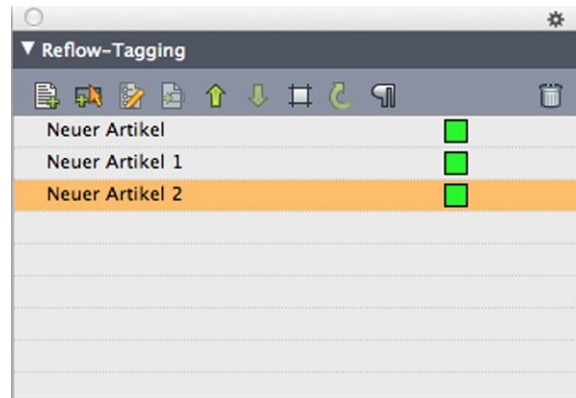 Reflow-Tagging
Neuer Artikel
Neuer Artikel 1
Neuer Artikel 2